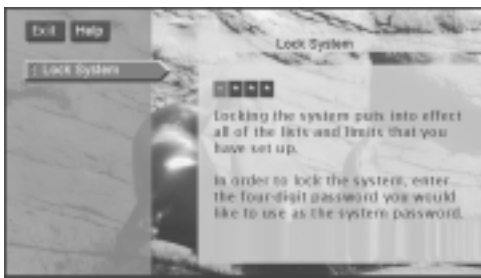 Exit Help
Lock System
: Lock System
* * * *
Locking the system puts into effect
all of the lists and limits that you
have set up.
In order to lock the system, enter
the four-digit password you would
like to use as the system password.